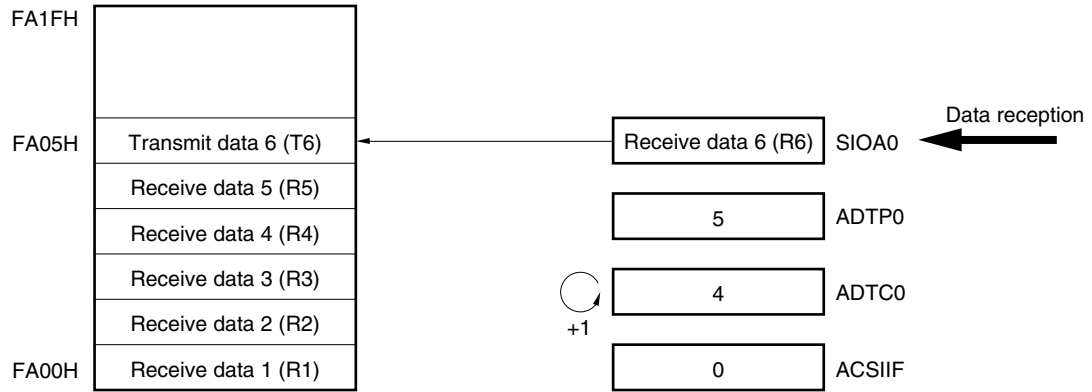 FA1FH
Data reception
FA05H
Transmit data 6 (T6)
Receive data 6 (R6)
SIOA0
Receive data 5 (R5)
5
ADTP0
Receive data 4 (R4)
Receive data 3 (R3)
4
ADTC0
+1
Receive data 2 (R2)
FA00H
Receive data 1 (R1)
0
ACSIIF